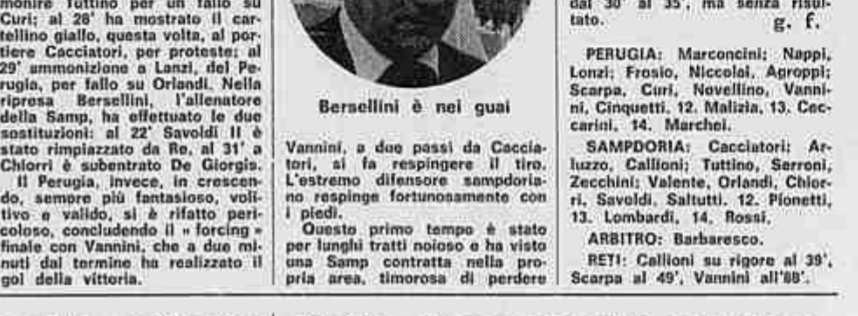 monire Tuttino per un fallo su
Curi; al 28' ha mostrato il car-
tellino giallo, questa volta, al por-
tiere Cacciatori, per proteste; al
29' ammonizione a Lanzi, del Pe-
rugia, per fallo su Orlandi. Nella
ripresa Bersellini, l'allenatore
della Samp, ha effettuato le due
sostituzioni: al 22' Savoldi II è
stato rimpiazzato da Re, al 31' a
Chiorri è subentrato De Giorgis.
Il Perugia, invece, in crescen-
do, sempre più fantasioso, voli-
tivo e valido, si è rifatto peri-
coloso, concludendo il « forcing »
finale con Vannini, che a due mi-
nuti dal termine ha realizzato il
gol della vittoria.
Bersellini è nei guai
Vannini, a due passi da Caccia-
tori, si fa respingere il tiro.
L'estremo difensore sampdoria-
no respinge fortunosamente con
i piedi.
Questo primo tempo è stato
per lunghi tratti noioso e ha visto
una Samp contratta nella pro-
pria area, timorosa di perdere
dal 30' al 35', ma senza risul-
tato. g. f.
PERUGIA: Marconcini; Nappi,
Lonzi; Frosio, Niccolai, Agroppi;
Scarpa, Curi, Novellino, Vanni-
ni, Cinquetti. 12. Malizia, 13. Cec-
carini, 14. Marchei.
SAMPDORIA: Cacciatori; Ar-
luzzo, Callioni; Tuttino, Serroni,
Zecchini; Valente, Orlandi, Chior-
ri, Savoldi, Saltutti. 12. Pionetti,
13. Lombardi, 14. Rossi.
ARBITRO: Barbaresco.
RETI: Callioni su rigore al 39',
Scarpa al 49', Vannini all'88'.